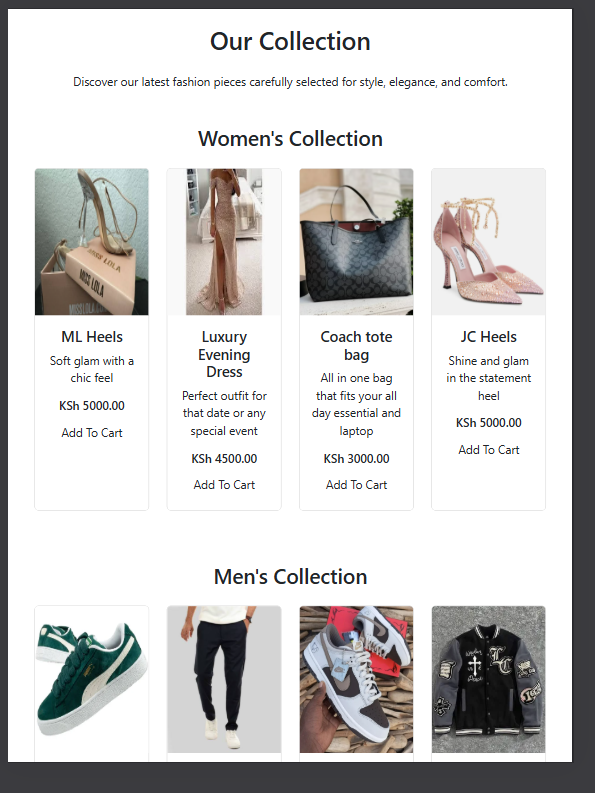 Our Collection
Discover our latest fashion pieces carefully selected for style, elegance, and comfort.
Women's Collection
MISS LOLA
ML Heels
Soft glam with a
chic feel
KSh 5000.00
Add To Cart
Luxury
Evening
Dress
Perfect outfit for
that date or any
special event
KSh 4500.00
Add To Cart
Coach tote
bag
All in one bag
that fits your all
day essential and
laptop
KSh 3000.00
Add To Cart
JC Heels
Shine and glam
in the statement
heel
KSh 5000.00
Add To Cart
Men's Collection